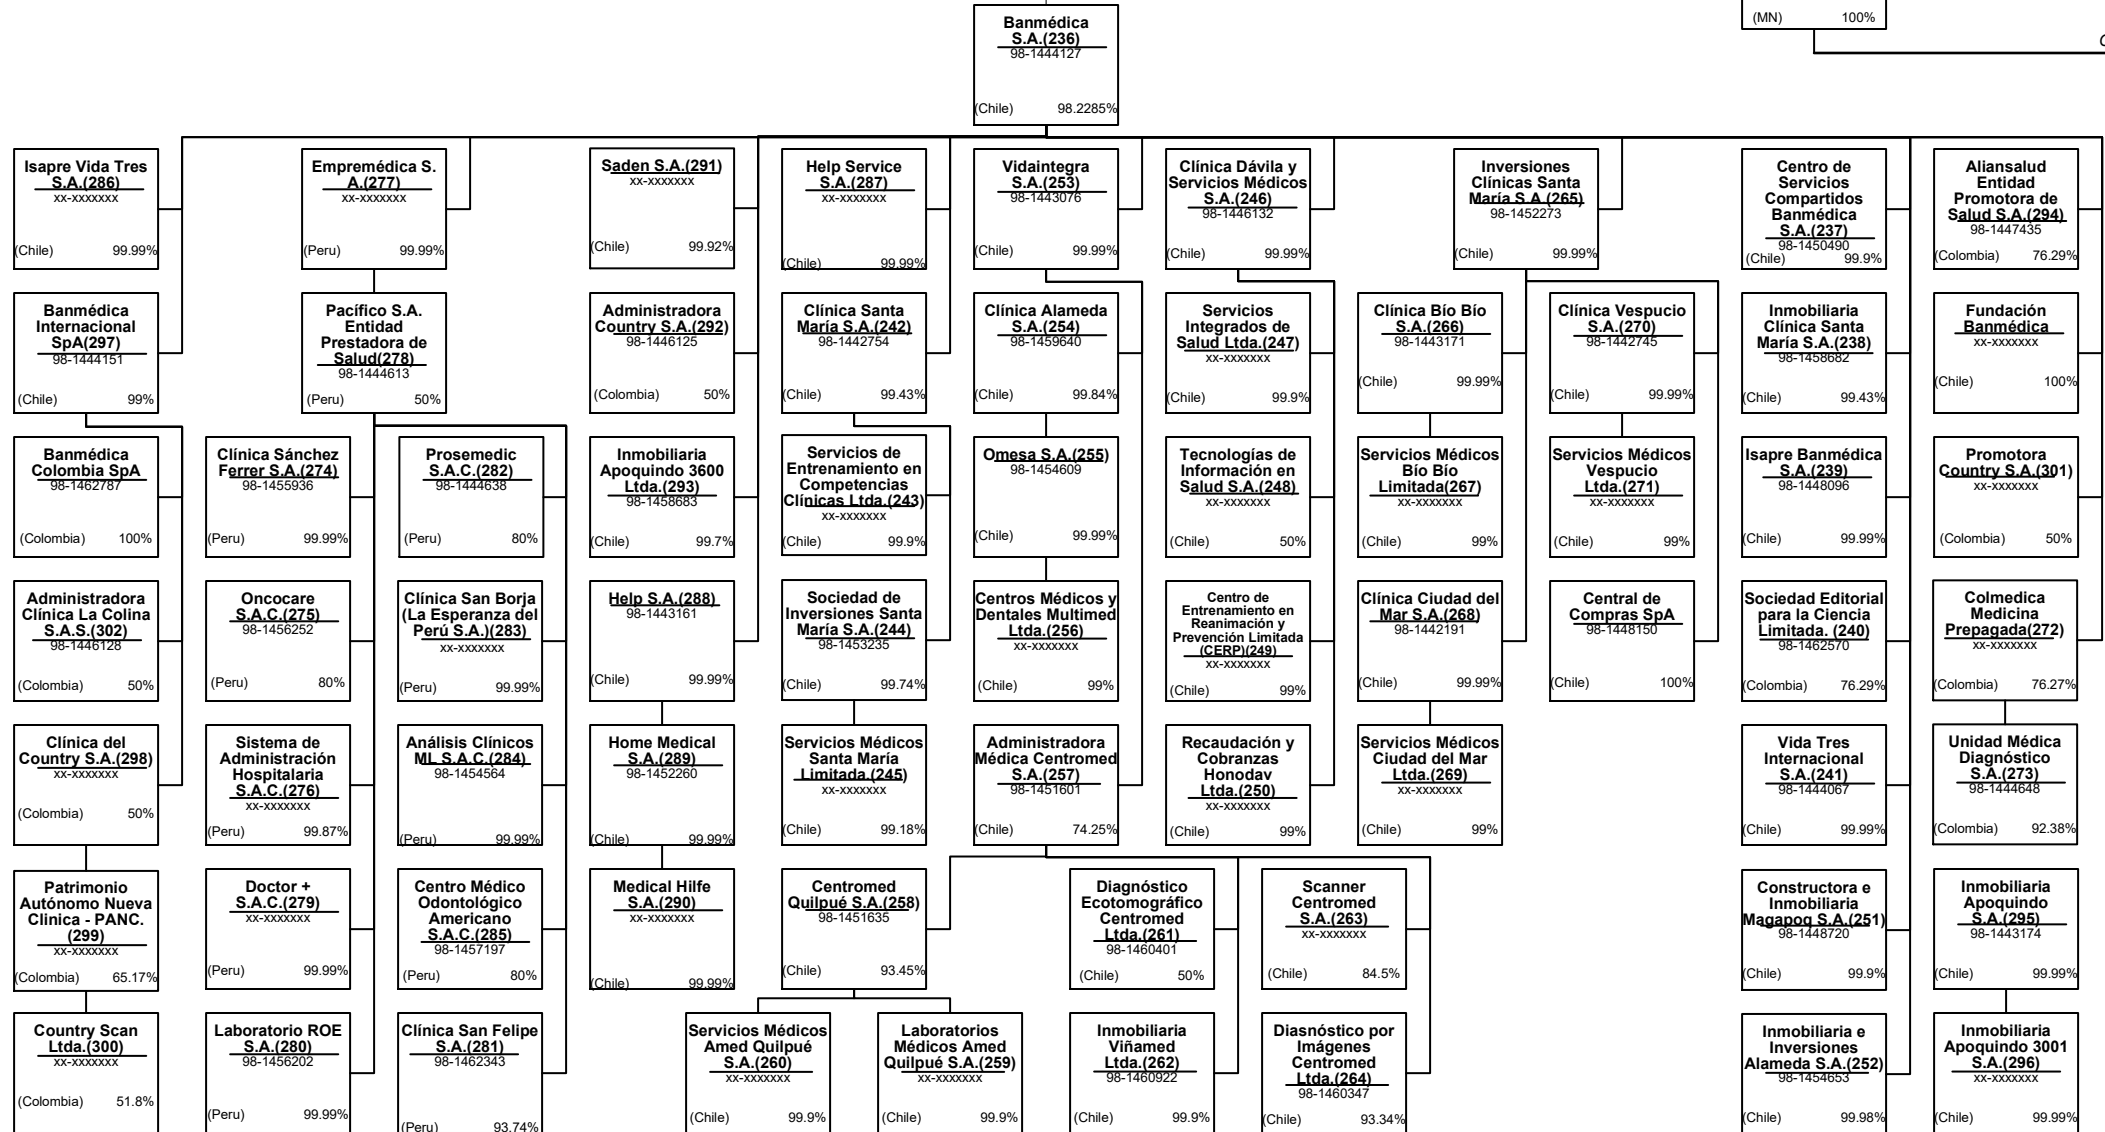 Banmédica
S.A.(236)
98-1444127
(Chile) 98.2285%
(MN) 100%
Isapre Vida Tres
S.A.(286)
xx-xxxxxxx
(Chile) 99.99%
Empremédica S.
A.(277)
xx-xxxxxxx
(Peru) 99.99%
Saden S.A.(291)
xx-xxxxxxx
(Chile) 99.92%
Help Service
S.A.(287)
xx-xxxxxxx
(Chile) 99.99%
Vidaintegra
S.A.(253)
98-1443076
(Chile) 99.99%
Clínica Dávila y
Servicios Médicos
S.A.(246)
98-1446132
(Chile) 99.99%
Inversiones
Clínicas Santa
María S.A.(265)
98-1452273
(Chile) 99.99%
Centro de
Servicios
Compartidos
Banmédica
S.A.(237)
98-1450490
(Chile) 99.9%
Aliansalud
Entidad
Promotora de
Salud S.A.(294)
98-1447435
(Colombia) 76.29%
Banmédica
Internacional
SpA(297)
98-1444151
(Chile) 99%
Pacífico S.A.
Entidad
Prestadora de
Salud(278)
98-1444613
(Peru) 50%
Administradora
Country S.A.(292)
98-1446125
(Colombia) 50%
Clínica Santa
María S.A.(242)
98-1442754
(Chile) 99.43%
Clínica Alameda
S.A.(254)
98-1459640
(Chile) 99.84%
Servicios
Integrados de
Salud Ltda.(247)
xx-xxxxxxx
(Chile) 99.9%
Clínica Bío Bío
S.A.(266)
98-1443171
(Chile) 99.99%
Clínica Vespucio
S.A.(270)
98-1442745
(Chile) 99.99%
Inmobiliaria
Clínica Santa
María S.A.(238)
98-1458682
(Chile) 99.43%
Fundación
Banmédica
xx-xxxxxxx
(Chile) 100%
Banmédica
Colombia SpA
98-1462787
(Colombia) 100%
Clínica Sánchez
Ferrer S.A.(274)
98-1455936
(Peru) 99.99%
Prosemedic
S.A.C.(282)
98-1444638
(Peru) 80%
Inmobiliaria
Apoquindo 3600
Ltda.(293)
98-1458683
(Chile) 99.7%
Servicios de
Entrenamiento en
Competencias
Clínicas Ltda.(243)
xx-xxxxxxx
(Chile) 99.9%
Omesa S.A.(255)
98-1454609
(Chile) 99.99%
Tecnologías de
Información en
Salud S.A.(248)
xx-xxxxxxx
(Chile) 50%
Servicios Médicos
Bío Bío
Limitada(267)
xx-xxxxxxx
(Chile) 99%
Servicios Médicos
Vespucio
Ltda.(271)
xx-xxxxxxx
(Chile) 99%
Isapre Banmédica
S.A.(239)
98-1448096
(Chile) 99.99%
Promotora
Country S.A.(301)
xx-xxxxxxx
(Colombia) 50%
Administradora
Clínica La Colina
S.A.S.(302)
98-1446128
(Colombia) 50%
Oncocare
S.A.C.(275)
98-1456252
(Peru) 80%
Clínica San Borja
(La Esperanza del
Perú S.A.)(283)
xx-xxxxxxx
(Peru) 99.99%
Help S.A.(288)
98-1443161
(Chile) 99.99%
Sociedad de
Inversiones Santa
María S.A.(244)
98-1453235
(Chile) 99.74%
Centros Médicos y
Dentales Multimed
Ltda.(256)
xx-xxxxxxx
(Chile) 99%
Centro de
Entrenamiento en
Reanimación y
Prevención Limitada
(CERP)(249)
xx-xxxxxxx
(Chile) 99%
Clínica Ciudad del
Mar S.A.(268)
98-1442191
(Chile) 99.99%
Central de
Compras SpA
98-1448150
(Chile) 100%
Sociedad Editorial
para la Ciencia
Limitada. (240)
98-1462570
(Colombia) 76.29%
Colmedica
Medicina
Prepagada(272)
xx-xxxxxxx
(Colombia) 76.27%
Clínica del
Country S.A.(298)
xx-xxxxxxx
(Colombia) 50%
Sistema de
Administración
Hospitalaria
S.A.C.(276)
xx-xxxxxxx
(Peru) 99.87%
Análisis Clínicos
ML S.A.C.(284)
98-1454564
(Peru) 99.99%
Home Medical
S.A.(289)
98-1452260
(Chile) 99.99%
Servicios Médicos
Santa María
Limitada.(245)
xx-xxxxxxx
(Chile) 99.18%
Administradora
Médica Centromed
S.A.(257)
98-1451601
(Chile) 74.25%
Recaudación y
Cobranzas
Honodav
Ltda.(250)
xx-xxxxxxx
(Chile) 99%
Servicios Médicos
Ciudad del Mar
Ltda.(269)
xx-xxxxxxx
(Chile) 99%
Vida Tres
Internacional
S.A.(241)
98-1444067
(Chile) 99.99%
Unidad Médica
Diagnóstico
S.A.(273)
98-1444648
(Colombia) 92.38%
Patrimonio
Autónomo Nueva
Clinica - PANC.
(299)
xx-xxxxxxx
(Colombia) 65.17%
Doctor +
S.A.C.(279)
xx-xxxxxxx
(Peru) 99.99%
Centro Médico
Odontológico
Americano
S.A.C.(285)
98-1457197
(Peru) 80%
Medical Hilfe
S.A.(290)
xx-xxxxxxx
(Chile) 99.99%
Centromed
Quilpué S.A.(258)
98-1451635
(Chile) 93.45%
Diagnóstico
Ecotomográfico
Centromed
Ltda.(261)
98-1460401
(Chile) 50%
Scanner
Centromed
S.A.(263)
xx-xxxxxxx
(Chile) 84.5%
Constructora e
Inmobiliaria
Magapoq S.A.(251)
98-1448720
(Chile) 99.9%
Inmobiliaria
Apoquindo
S.A.(295)
98-1443174
(Chile) 99.99%
Country Scan
Ltda.(300)
xx-xxxxxxx
(Colombia) 51.8%
Laboratorio ROE
S.A.(280)
98-1456202
(Peru) 99.99%
Clínica San Felipe
S.A.(281)
98-1462343
(Peru) 93.74%
Servicios Médicos
Amed Quilpué
S.A.(260)
xx-xxxxxxx
(Chile) 99.9%
Laboratorios
Médicos Amed
Quilpué S.A.(259)
xx-xxxxxxx
(Chile) 99.9%
Inmobiliaria
Viñamed
Ltda.(262)
98-1460922
(Chile) 99.9%
Diasnóstico por
Imágenes
Centromed
Ltda.(264)
98-1460347
(Chile) 93.34%
Inmobiliaria e
Inversiones
Alameda S.A.(252)
98-1454653
(Chile) 99.98%
Inmobiliaria
Apoquindo 3001
S.A.(296)
xx-xxxxxxx
(Chile) 99.99%